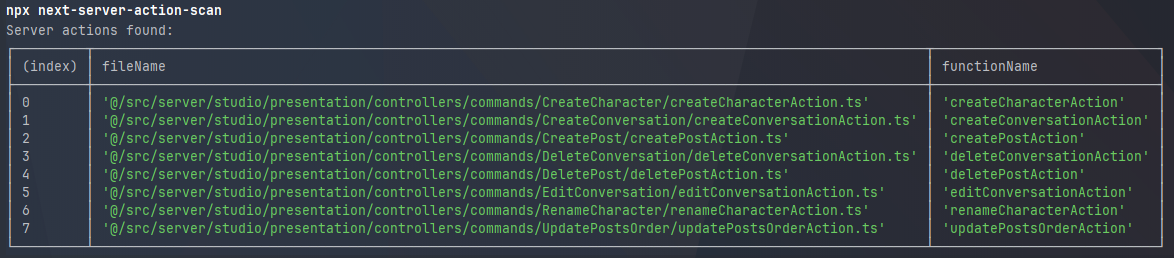 npx next-server-action-scan
Server actions found:
(index) fileName functionName
0 '@/src/server/studio/presentation/controllers/commands/CreateCharacter/createCharacterAction.ts' 'createCharacterAction'
1 '@/src/server/studio/presentation/controllers/commands/CreateConversation/createConversationAction.ts' 'createConversationAction'
2 '@/src/server/studio/presentation/controllers/commands/CreatePost/createPostAction.ts' 'createPostAction'
3 '@/src/server/studio/presentation/controllers/commands/DeleteConversation/deleteConversationAction.ts' 'deleteConversationAction'
4 '@/src/server/studio/presentation/controllers/commands/DeletePost/deletePostAction.ts' 'deletePostAction'
5 '@/src/server/studio/presentation/controllers/commands/EditConversation/editConversationAction.ts' 'editConversationAction'
6 '@/src/server/studio/presentation/controllers/commands/RenameCharacter/renameCharacterAction.ts' 'renameCharacterAction'
7 '@/src/server/studio/presentation/controllers/commands/UpdatePostsOrder/updatePostsOrderAction.ts' 'updatePostsOrderAction'